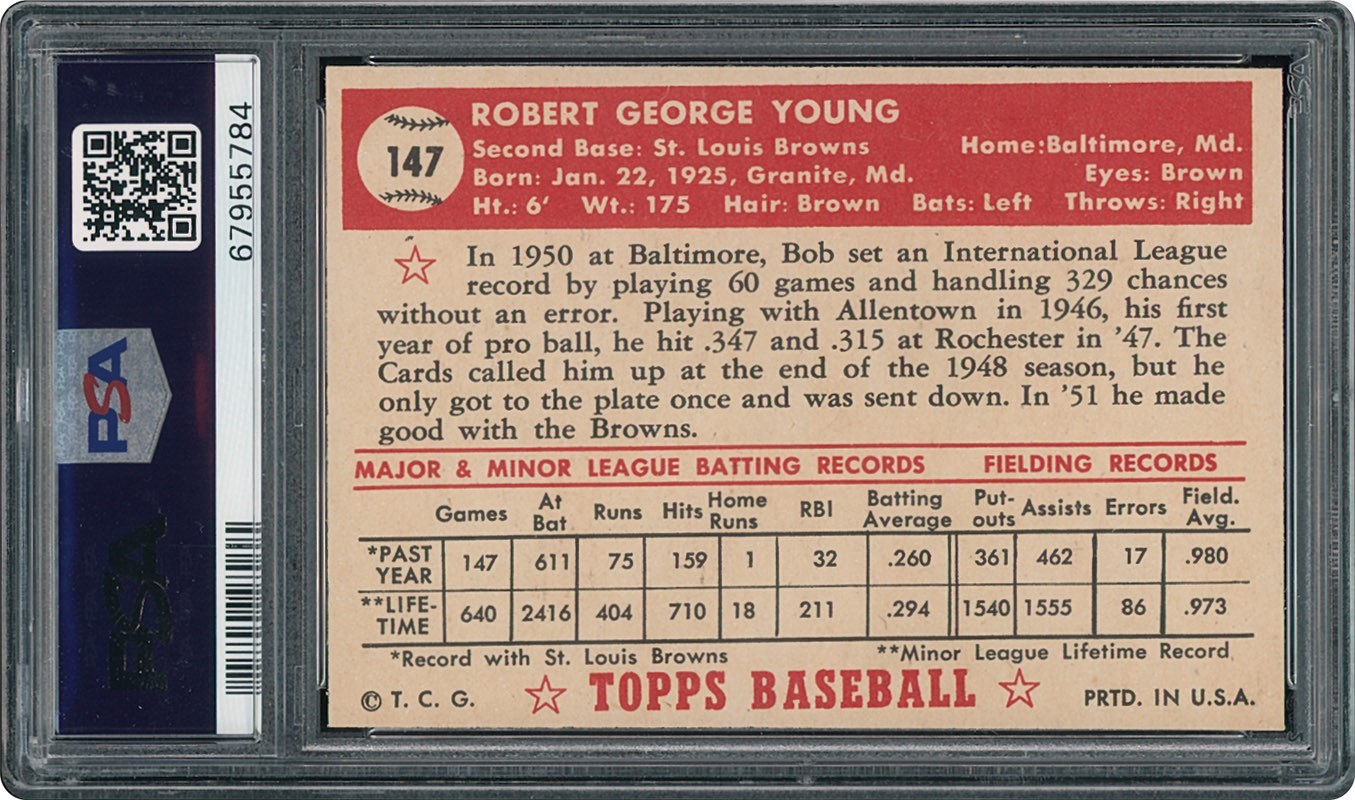 67955784
PSA
PSA
PSA
147
ROBERT GEORGE YOUNG
Second Base: St. Louis Browns Home:Baltimore, Md.
Born: Jan. 22, 1925, Granite, Md. Eyes: Brown
Ht.: 6' Wt.: 175 Hair: Brown Bats: Left Throws: Right
In 1950 at Baltimore, Bob set an International League
record by playing 60 games and handling 329 chances
without an error. Playing with Allentown in 1946, his first
year of pro ball, he hit .347 and .315 at Rochester in '47. The
Cards called him up at the end of the 1948 season, but he
only got to the plate once and was sent down. In '51 he made
good with the Browns.
MAJOR & MINOR LEAGUE BATTING RECORDS FIELDING RECORDS
Games At Bat Runs Hits Home Runs RBI Batting Average Put-outs Assists Errors Field. Avg.
*PAST YEAR 147 611 75 159 1 32 .260 361 462 17 .980
**LIFE-TIME 640 2416 404 710 18 211 .294 1540 1555 86 .973
*Record with St. Louis Browns **Minor League Lifetime Record
© T. C. G. TOPPS BASEBALL PRTD. IN U.S.A.